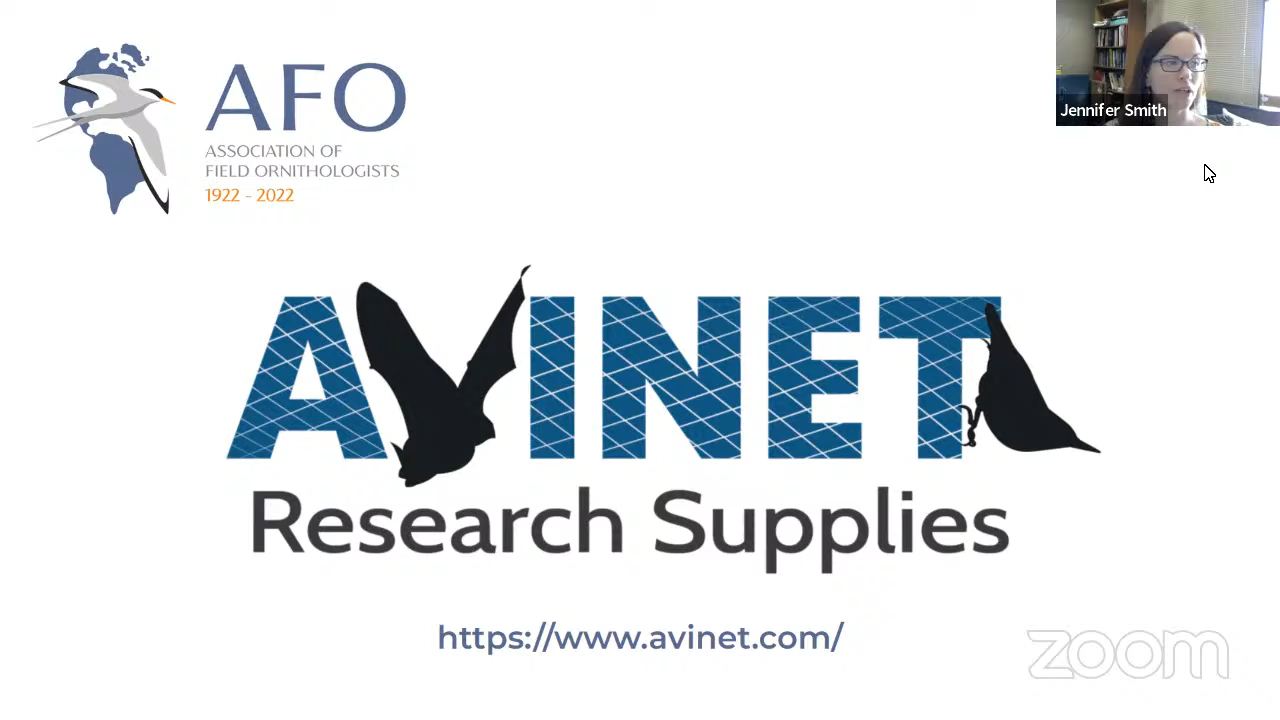 AFO
ASSOCIATION OF
FIELD ORNITHOLOGISTS
1922 - 2022
Jennifer Smith
AVINET
Research Supplies
https://www.avinet.com/
zoom